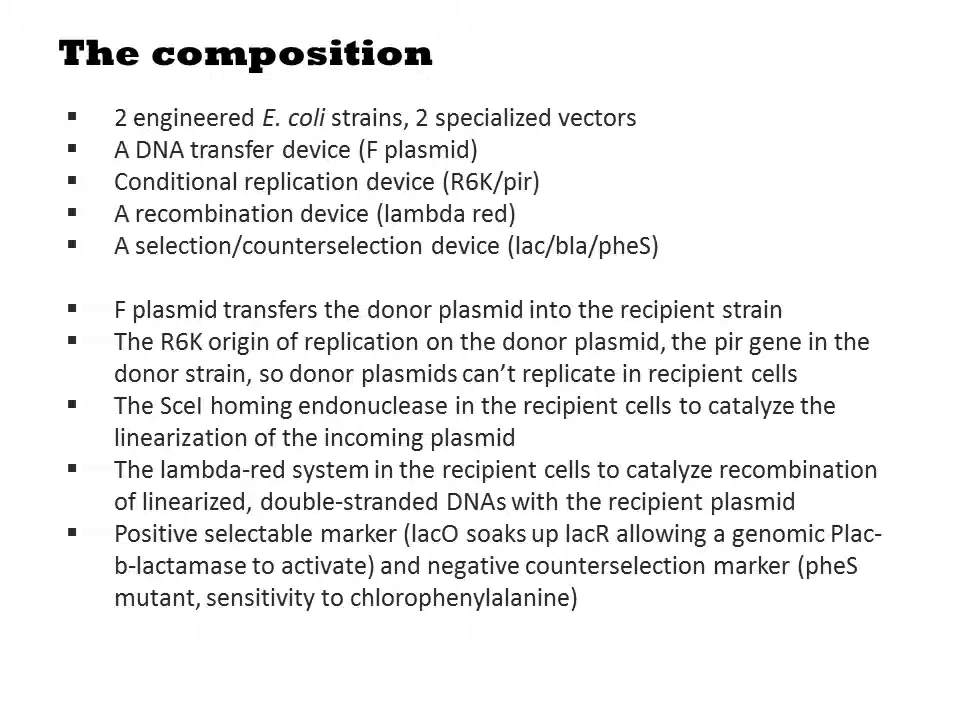 The composition
▪ 2 engineered E. coli strains, 2 specialized vectors
▪ A DNA transfer device (F plasmid)
▪ Conditional replication device (R6K/pir)
▪ A recombination device (lambda red)
▪ A selection/counterselection device (lac/bla/pheS)
▪ F plasmid transfers the donor plasmid into the recipient strain
▪ The R6K origin of replication on the donor plasmid, the pir gene in the
donor strain, so donor plasmids can’t replicate in recipient cells
▪ The SceI homing endonuclease in the recipient cells to catalyze the
linearization of the incoming plasmid
▪ The lambda-red system in the recipient cells to catalyze recombination
of linearized, double-stranded DNAs with the recipient plasmid
▪ Positive selectable marker (lacO soaks up lacR allowing a genomic Plac-
b-lactamase to activate) and negative counterselection marker (pheS
mutant, sensitivity to chlorophenylalanine)